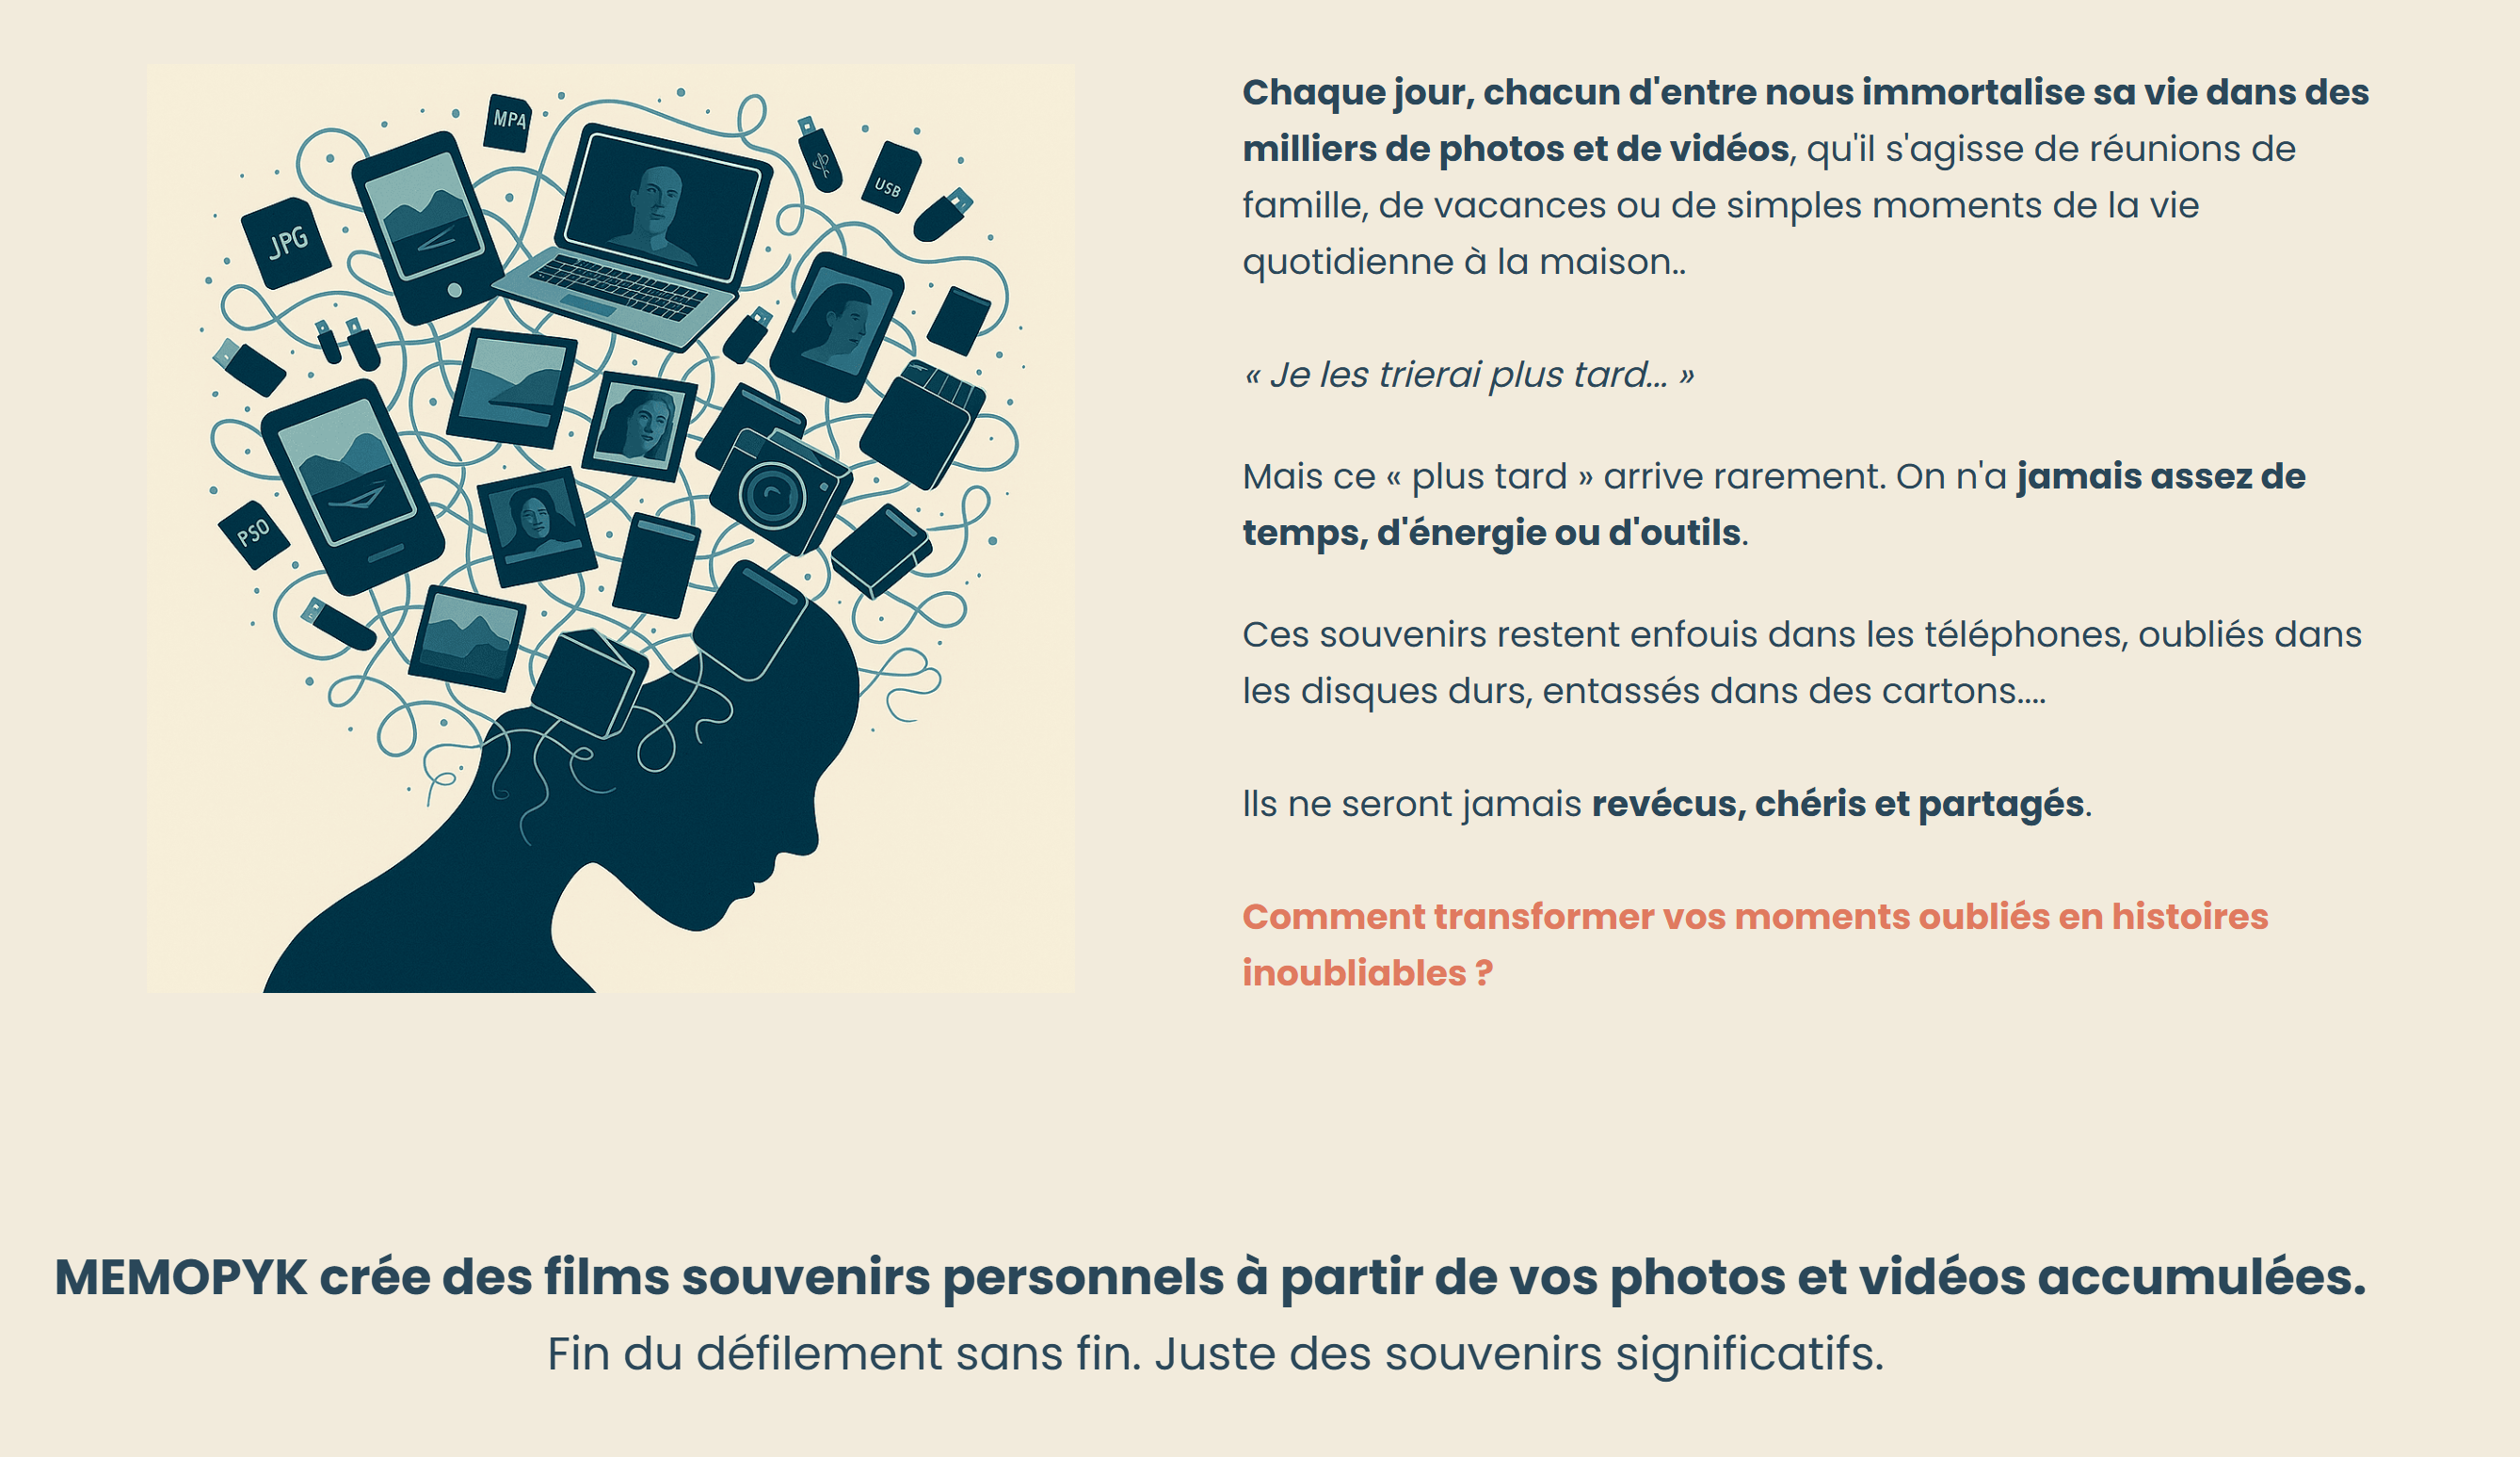 MPA
JPG
USB
PSO
Chaque jour, chacun d'entre nous immortalise sa vie dans des
milliers de photos et de vidéos, qu'il s'agisse de réunions de
famille, de vacances ou de simples moments de la vie
quotidienne à la maison..
« Je les trierai plus tard... »
Mais ce « plus tard » arrive rarement. On n'a jamais assez de
temps, d'énergie ou d'outils.
Ces souvenirs restent enfouis dans les téléphones, oubliés dans
les disques durs, entassés dans des cartons....
Ils ne seront jamais revécus, chéris et partagés.
Comment transformer vos moments oubliés en histoires
inoubliables ?
MEMOPYK crée des films souvenirs personnels à partir de vos photos et vidéos accumulées.
Fin du défilement sans fin. Juste des souvenirs significatifs.